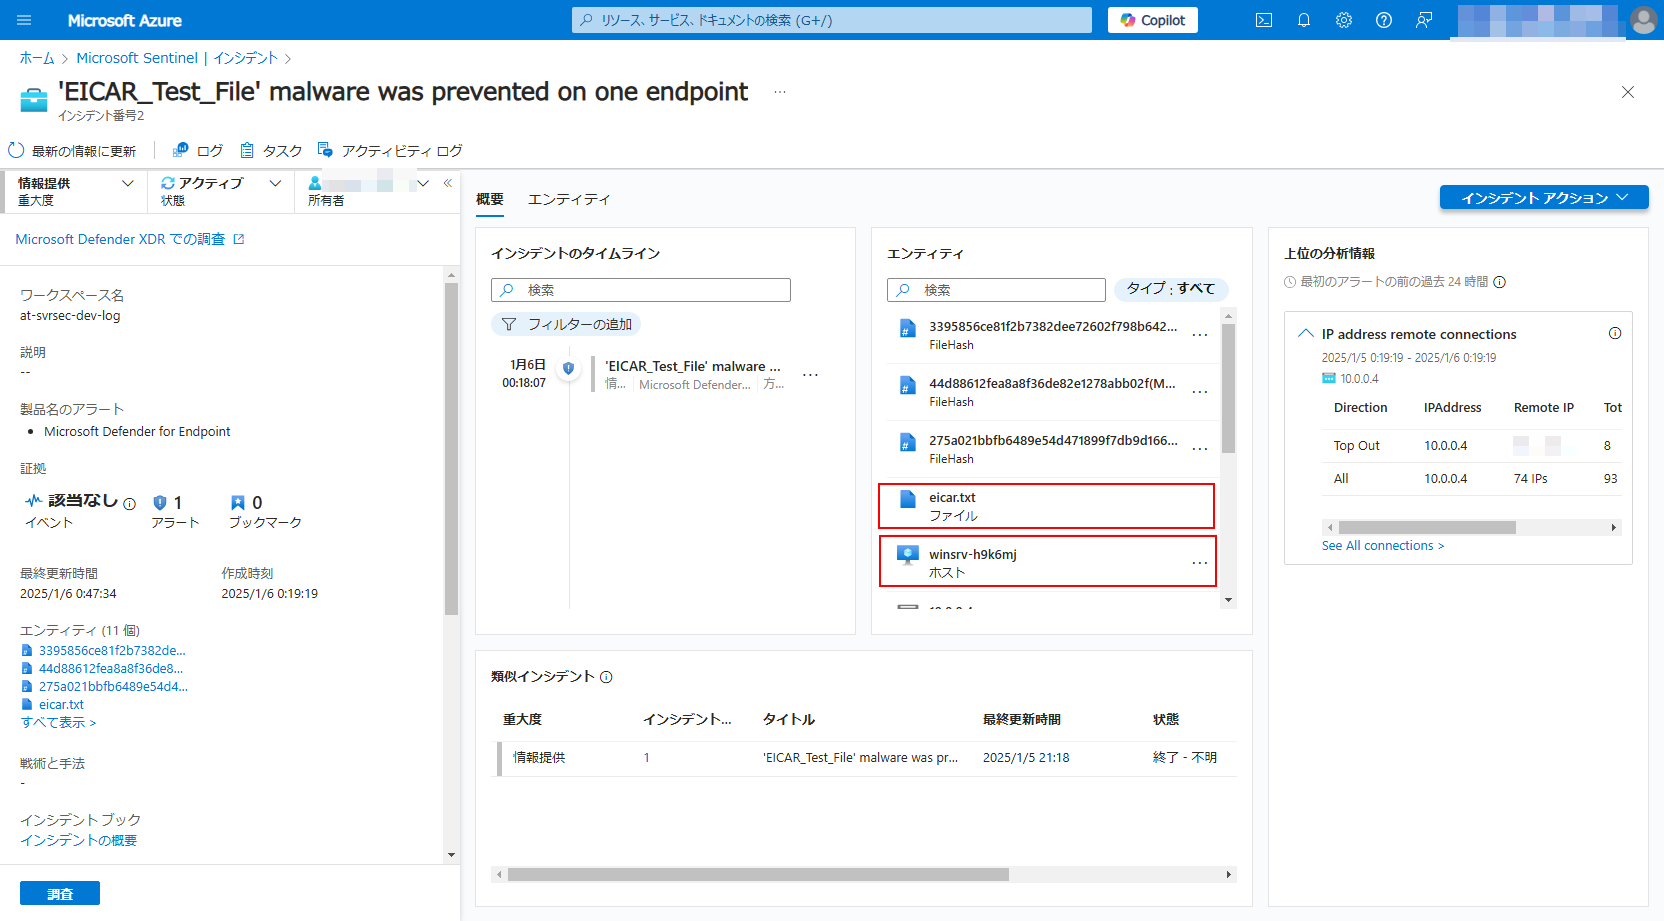 Microsoft Azure
リソース、サービス、ドキュメントの検索 (G+/)
Copilot
ホーム > Microsoft Sentinel | インシデント >
'EICAR_Test_File' malware was prevented on one endpoint ...
インシデント番号2
最新の情報に更新
ログ
タスク
アクティビティ ログ
情報提供
重大度
アクティブ
状態
所有者
«
Microsoft Defender XDR での調査
ワークスペース名
at-svrsec-dev-log
説明
--
製品名のアラート
• Microsoft Defender for Endpoint
証拠
該当なし
イベント
1
アラート
0
ブックマーク
最終更新時間
2025/1/6 0:47:34
作成時刻
2025/1/6 0:19:19
エンティティ (11 個)
3395856ce81f2b7382de...
44d88612fea8a8f36de8...
275a021bbfb6489e54d4...
eicar.txt
すべて表示 >
戦術と手法
-
インシデント ブック
インシデントの概要
調査
概要
エンティティ
インシデント アクション
インシデントのタイムライン
検索
フィルターの追加
1月6日
00:18:07
'EICAR_Test_File' malware ...
情... | Microsoft Defender... | 方...
...
エンティティ
検索
タイプ : すべて
3395856ce81f2b7382dee72602f798b642...
FileHash
...
44d88612fea8a8f36de82e1278abb02f(M...
FileHash
...
275a021bbfb6489e54d471899f7db9d166...
FileHash
...
eicar.txt
ファイル
winsrv-h9k6mj
ホスト
...
上位の分析情報
最初のアラートの前の過去 24 時間
IP address remote connections
2025/1/5 0:19:19 - 2025/1/6 0:19:19
10.0.0.4
Direction IPAddress Remote IP Tot
Top Out 10.0.0.4 8
All 10.0.0.4 74 IPs 93
See All connections >
類似インシデント
重大度 インシデント... タイトル 最終更新時間 状態
情報提供 1 'EICAR_Test_File' malware was pr... 2025/1/5 21:18 終了 - 不明